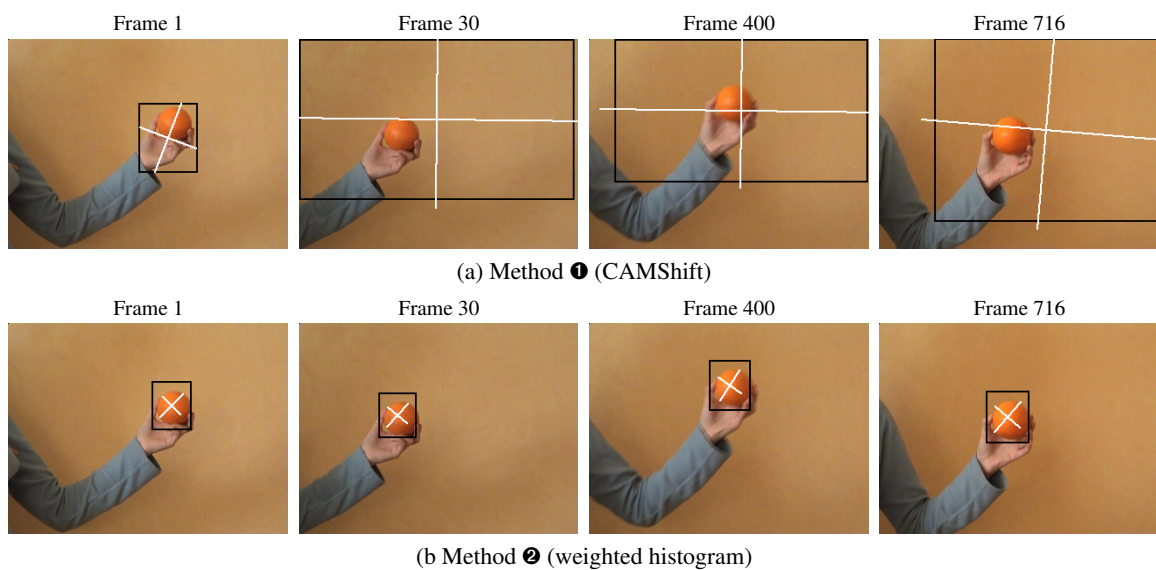 Frame 1 Frame 30 Frame 400 Frame 716
(a) Method ❶ (CAMShift)
Frame 1 Frame 30 Frame 400 Frame 716
(b Method ❷ (weighted histogram)